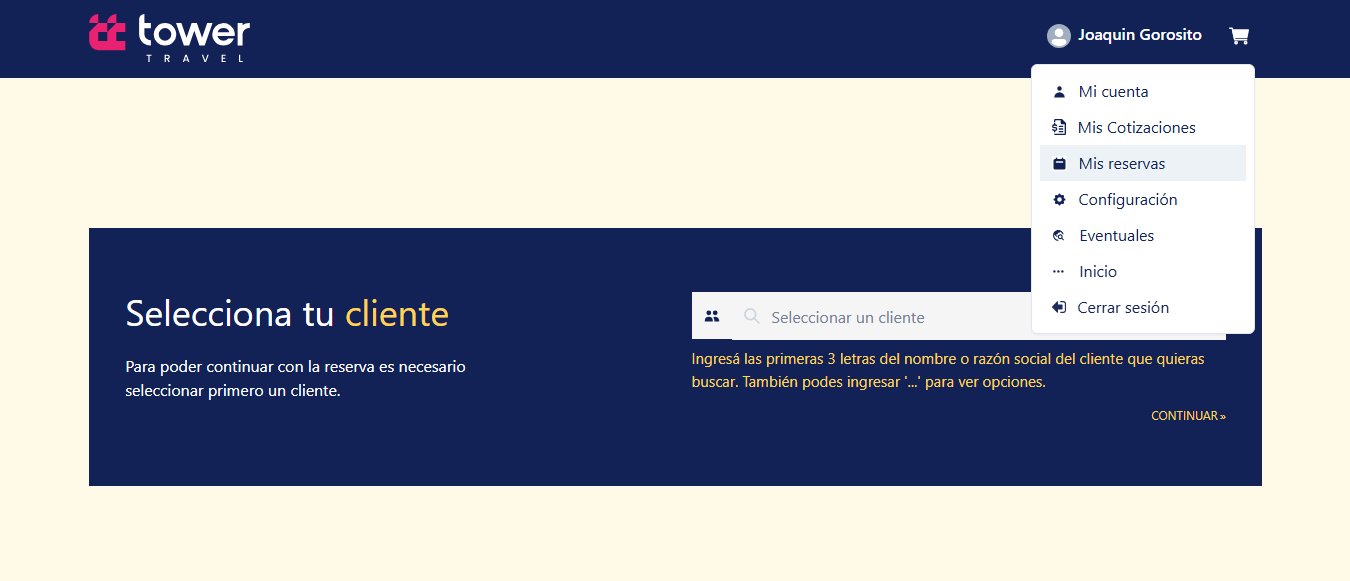 tower
TRAVEL
Joaquin Gorosito
Mi cuenta
Mis Cotizaciones
Mis reservas
Configuración
Eventuales
Inicio
Cerrar sesión
Selecciona tu cliente
Para poder continuar con la reserva es necesario
seleccionar primero un cliente.
Seleccionar un cliente
Ingresá las primeras 3 letras del nombre o razón social del cliente que quieras
buscar. También podes ingresar '...' para ver opciones.
CONTINUAR »